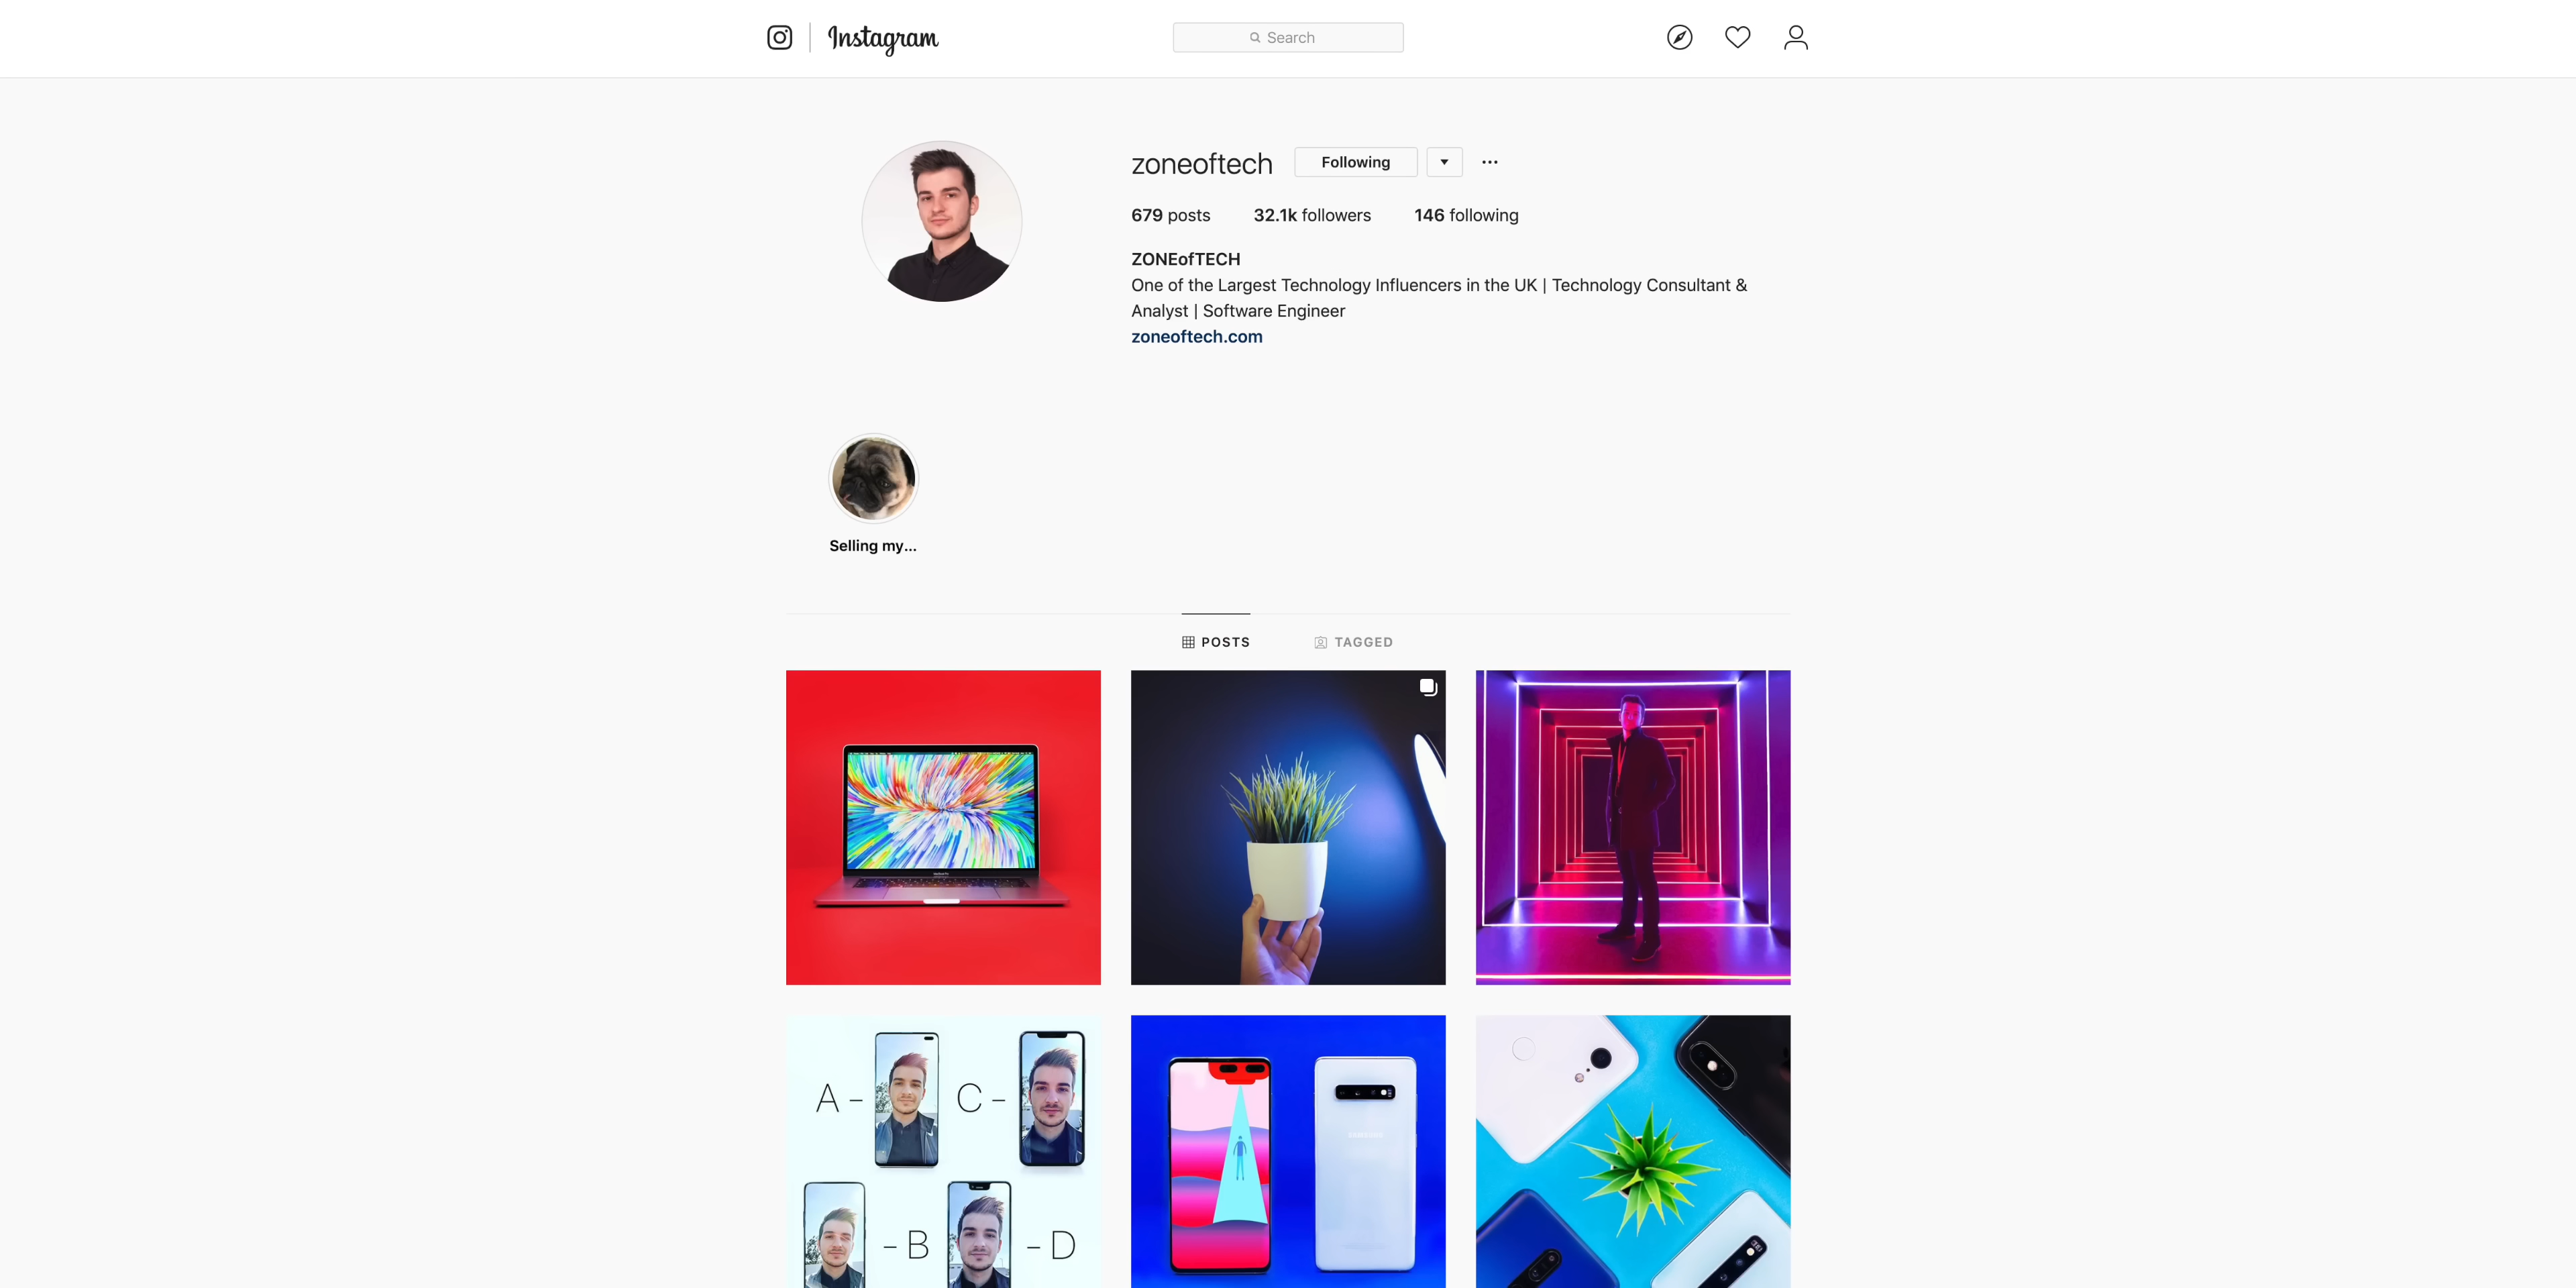 Instagram
Search
zoneoftech Following
679 posts 32.1k followers 146 following
ZONEofTECH
One of the Largest Technology Influencers in the UK | Technology Consultant &
Analyst | Software Engineer
zoneoftech.com
Selling my...
POSTS TAGGED
A - C -
SAMSUNG
- B - D